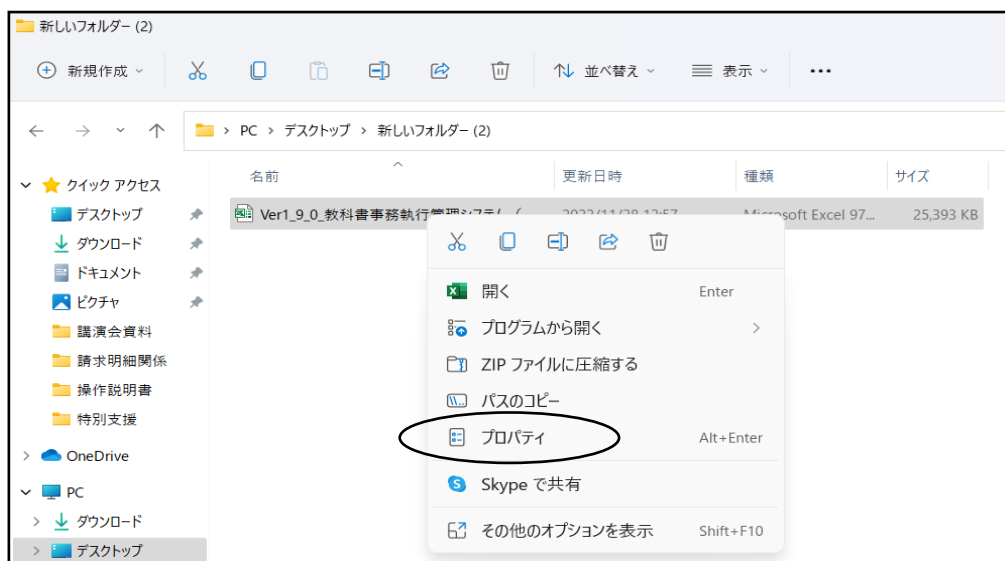 新しいフォルダー (2)
新規作成
並べ替え
表示
PC > デスクトップ > 新しいフォルダー (2)
名前 更新日時 種類 サイズ
クイック アクセス
デスクトップ
ダウンロード
ドキュメント
ピクチャ
講演会資料
請求明細関係
操作説明書
特別支援
OneDrive
PC
ダウンロード
デスクトップ
Ver1_9_0_教科書事務執行管理システム ( 2022/11/28 12:57 Microsoft Excel 97... 25,393 KB
開く Enter
プログラムから開く
ZIP ファイルに圧縮する
パスのコピー
プロパティ Alt+Enter
Skype で共有
その他のオプションを表示 Shift+F10